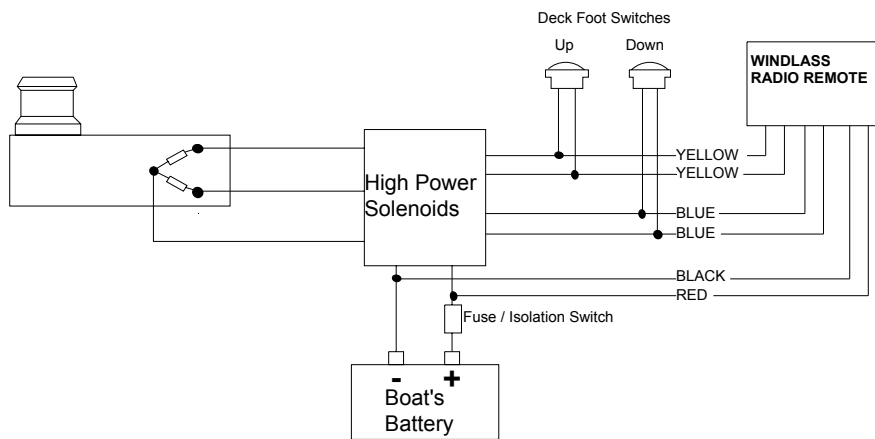 Deck Foot Switches
Up
Down
WINDLASS
RADIO REMOTE
YELLOW
YELLOW
High Power
Solenoids
BLUE
BLUE
BLACK
RED
Fuse / Isolation Switch
- +
Boat's
Battery